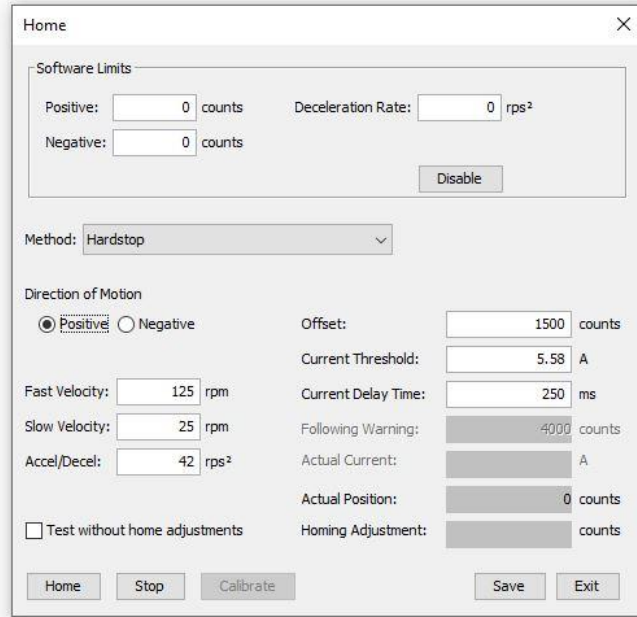 Home
Software Limits
Positive: 0 counts Deceleration Rate: 0 rps²
Negative: 0 counts
Disable
Method: Hardstop
Direction of Motion
Positive Negative Offset: 1500 counts
Current Threshold: 5.58 A
Fast Velocity: 125 rpm Current Delay Time: 250 ms
Slow Velocity: 25 rpm Following Warning: 4000 counts
Accel/Decel: 42 rps² Actual Current: A
Actual Position: 0 counts
Test without home adjustments Homing Adjustment: counts
Home Stop Calibrate Save Exit